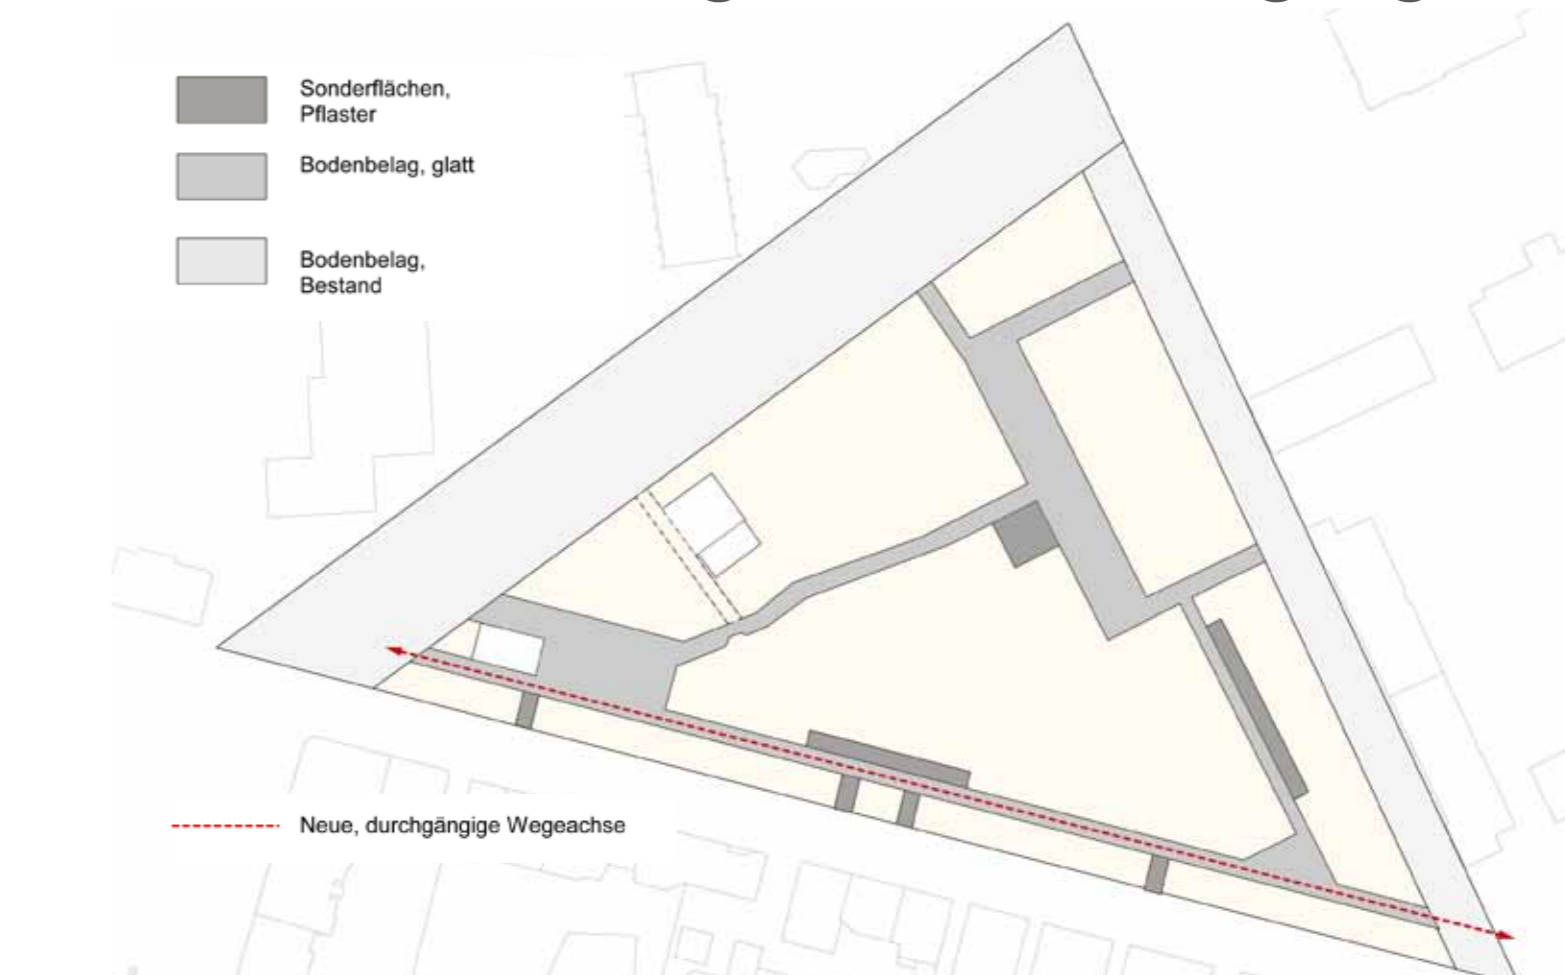 Sonderflächen,
Pflaster
Bodenbelag, glatt
Bodenbelag,
Bestand
Neue, durchgängige Wegeachse